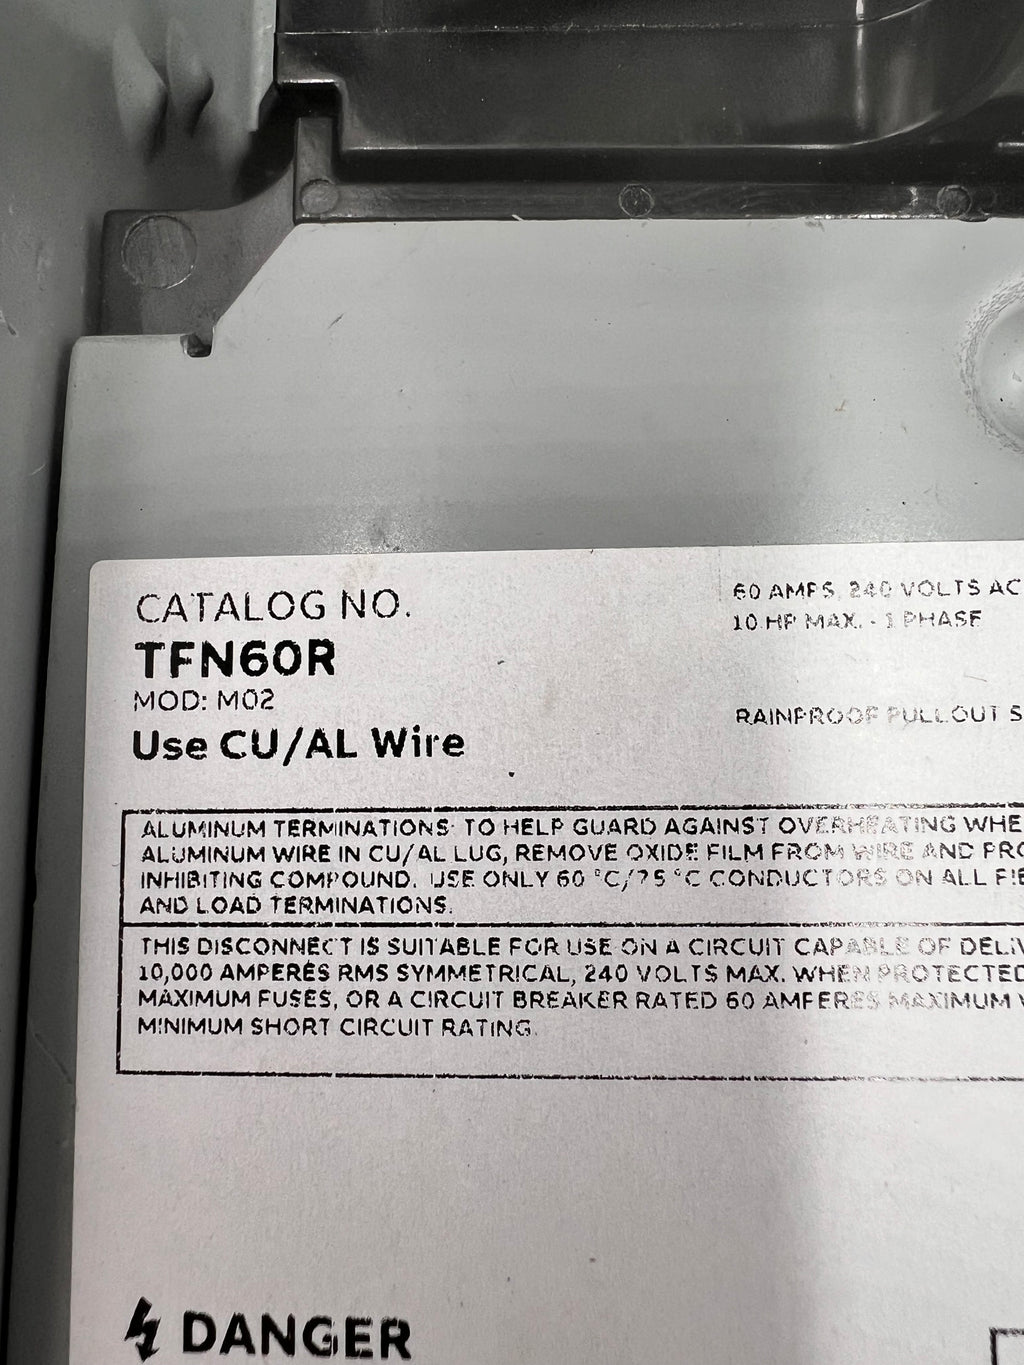 CATALOG NO.
TFN60R
MOD: M02
Use CU/AL Wire
60 AMPS, 240 VOLTS AC
10 HP MAX. - 1 PHASE
RAINPROOF PULLOUT S
ALUMINUM TERMINATIONS: TO HELP GUARD AGAINST OVERHEATING WHE
ALUMINUM WIRE IN CU/AL LUG, REMOVE OXIDE FILM FROM WIRE AND PRO
INHIBITING COMPOUND. USE ONLY 60 °C/75 °C CONDUCTORS ON ALL FIE
AND LOAD TERMINATIONS.
THIS DISCONNECT IS SUITABLE FOR USE ON A CIRCUIT CAPABLE OF DELIV
10,000 AMPERES RMS SYMMETRICAL, 240 VOLTS MAX. WHEN PROTECTED
MAXIMUM FUSES, OR A CIRCUIT BREAKER RATED 60 AMPERES MAXIMUM
MINIMUM SHORT CIRCUIT RATING.
DANGER